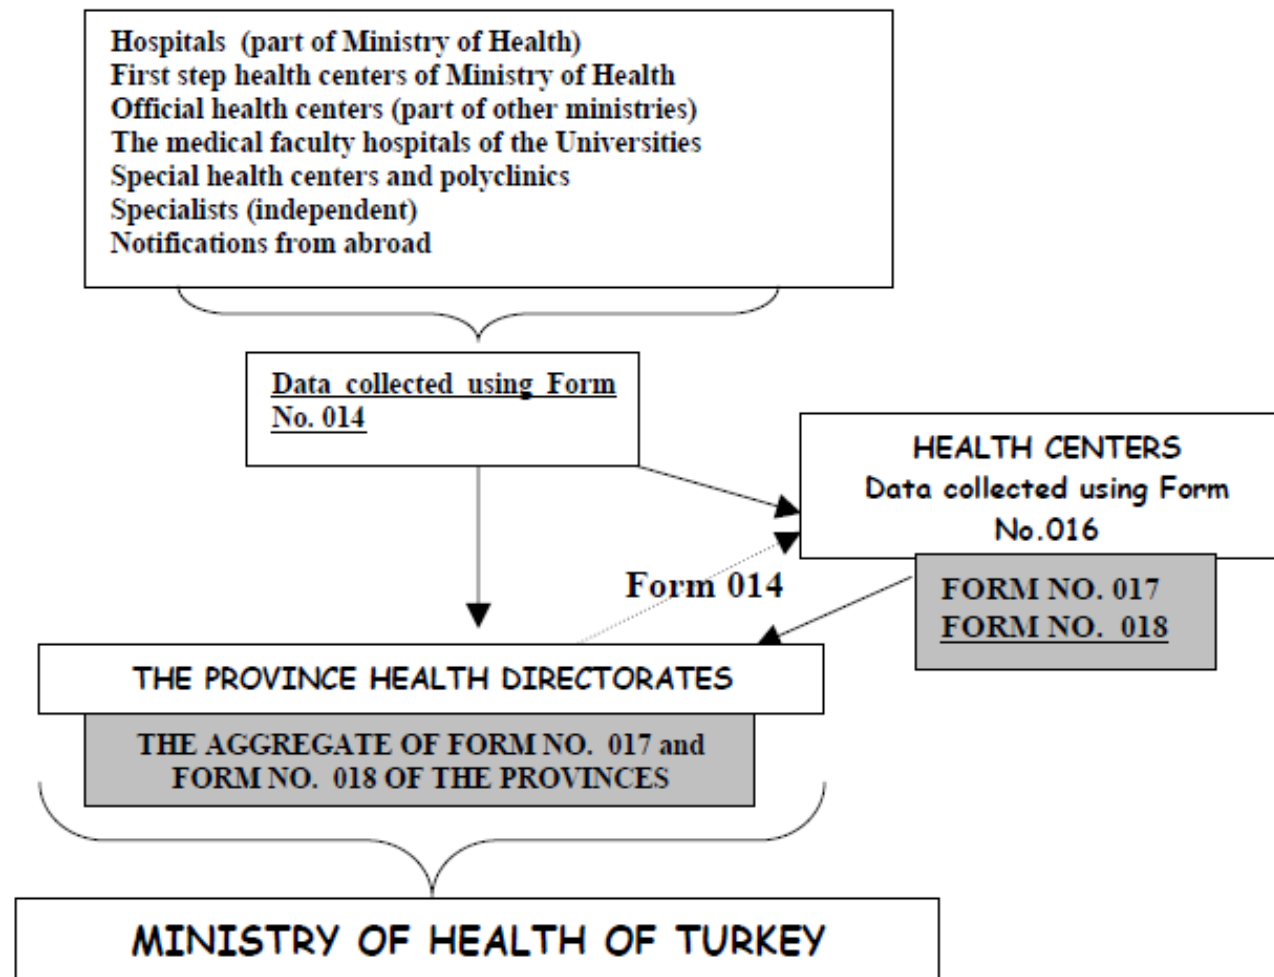 Hospitals (part of Ministry of Health)
First step health centers of Ministry of Health
Official health centers (part of other ministries)
The medical faculty hospitals of the Universities
Special health centers and polyclinics
Specialists (independent)
Notifications from abroad
Data collected using Form
No. 014
HEALTH CENTERS
Data collected using Form
No.016
Form 014
FORM NO. 017
FORM NO. 018
THE PROVINCE HEALTH DIRECTORATES
THE AGGREGATE OF FORM NO. 017 and
FORM NO. 018 OF THE PROVINCES
MINISTRY OF HEALTH OF TURKEY